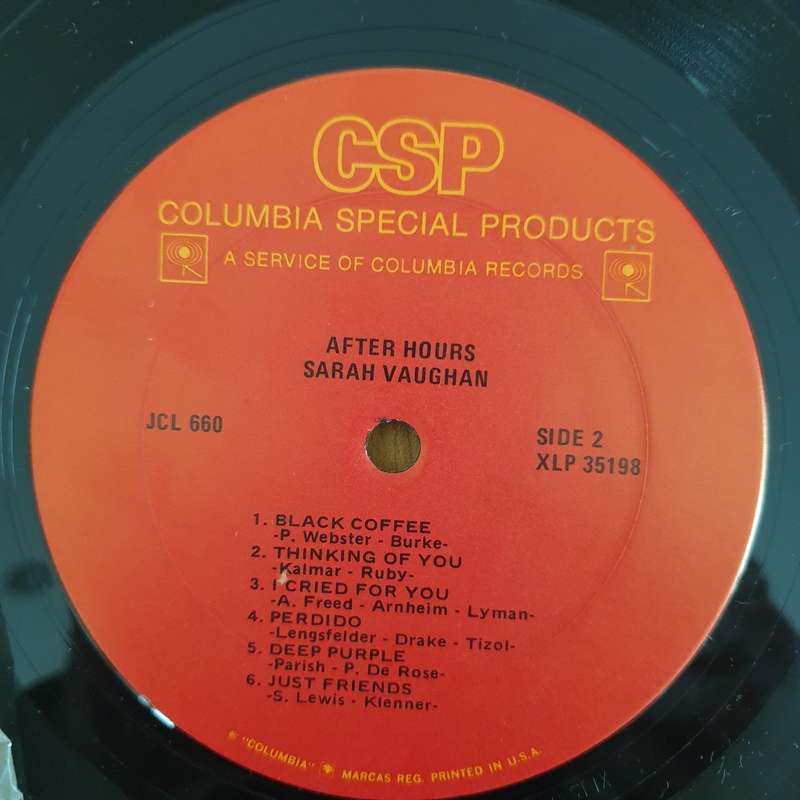 CSP
COLUMBIA SPECIAL PRODUCTS
A SERVICE OF COLUMBIA RECORDS
AFTER HOURS
SARAH VAUGHAN
JCL 660
SIDE 2
XLP 35198
1. BLACK COFFEE
-P. Webster - Burke-
2. THINKING OF YOU
-Kalmar - Ruby-
3. I CRIED FOR YOU
-A. Freed - Arnheim - Lyman-
4. PERDIDO
-Lengsfelder - Drake - Tizol-
5. DEEP PURPLE
-Parish - P. De Rose-
6. JUST FRIENDS
-S. Lewis - Klenner-
® "COLUMBIA" MARCAS REG. PRINTED IN U.S.A.